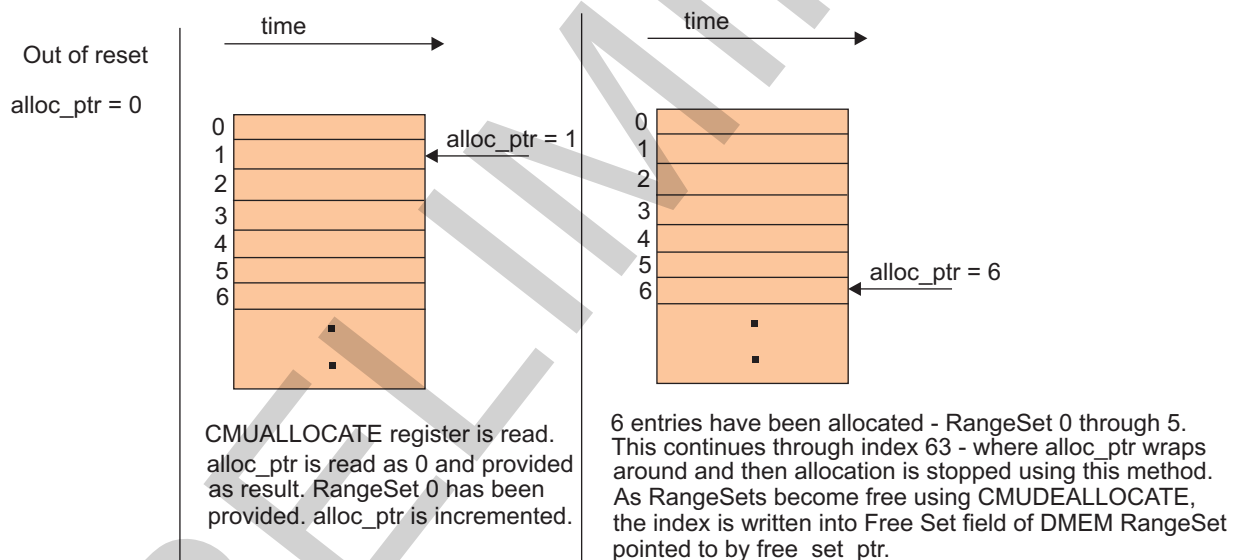 Out of reset
alloc_ptr = 0
time
0
1
2
3
4
5
6
alloc_ptr = 1
CMUALLOCATE register is read.
alloc_ptr is read as 0 and provided
as result. RangeSet 0 has been
provided. alloc_ptr is incremented.
time
0
1
2
3
4
5
6
alloc_ptr = 6
6 entries have been allocated - RangeSet 0 through 5.
This continues through index 63 - where alloc_ptr wraps
around and then allocation is stopped using this method.
As RangeSets become free using CMUDEALLOCATE,
the index is written into Free Set field of DMEM RangeSet
pointed to by free_set_ptr.